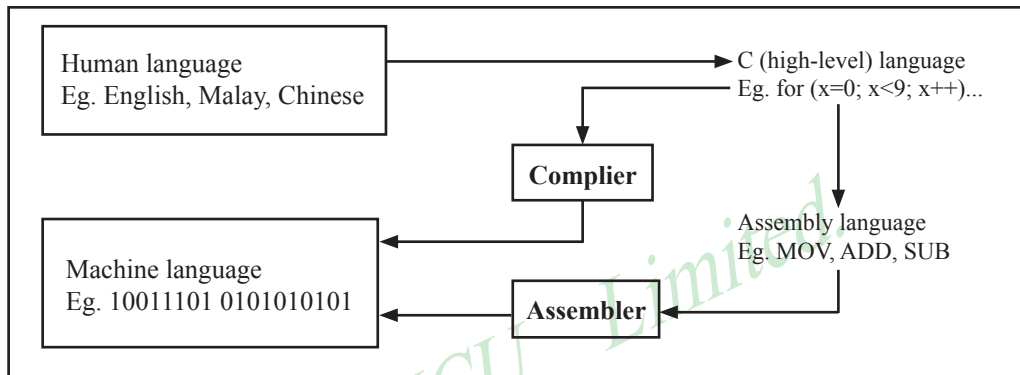 Human language
Eg. English, Malay, Chinese
C (high-level) language
Eg. for (x=0; x<9; x++)...
Complier
Assembly language
Eg. MOV, ADD, SUB
Machine language
Eg. 10011101 0101010101
Assembler
Limited.